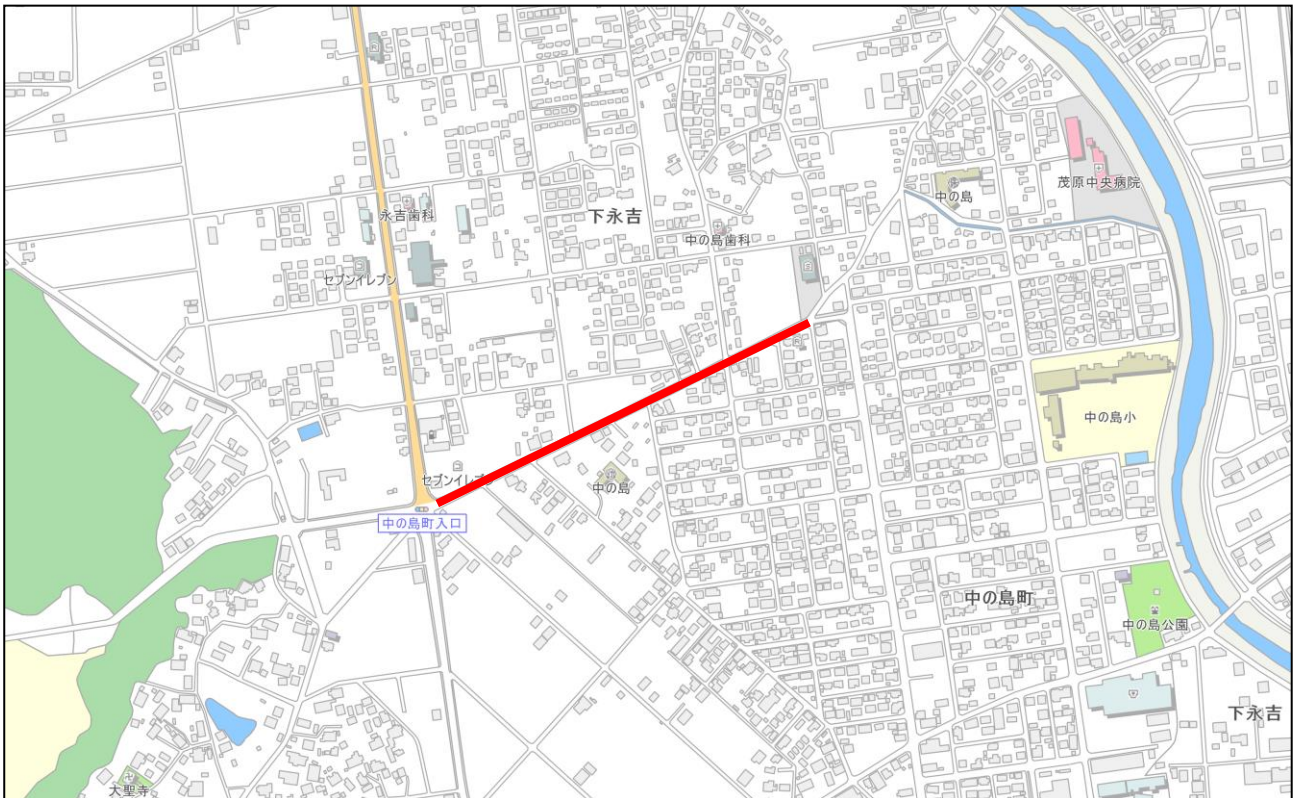 茂原中央病院
中の島
永吉歯科
下永吉
中の島歯科
セブンイレブン
中の島小
セブンイレブン
中の島
中の島町入口
中の島町
中の島公園
下永吉
大聖寺